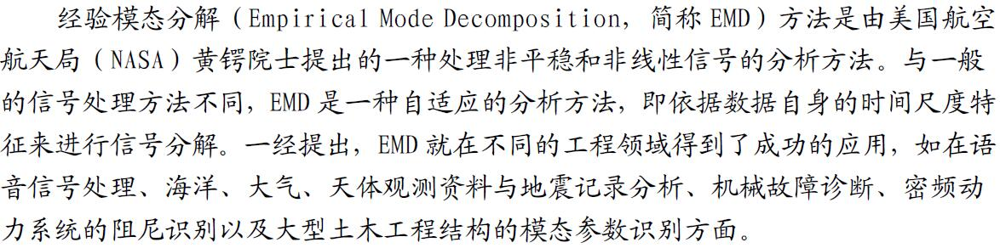 经验模态分解（Empirical Mode Decomposition，简称 EMD）方法是由美国航空
航天局（NASA）黄锷院士提出的一种处理非平稳和非线性信号的分析方法。与一般
的信号处理方法不同，EMD 是一种自适应的分析方法，即依据数据自身的时间尺度特
征来进行信号分解。一经提出，EMD 就在不同的工程领域得到了成功的应用，如在语
音信号处理、海洋、大气、天体观测资料与地震记录分析、机械故障诊断、密频动
力系统的阻尼识别以及大型土木工程结构的模态参数识别方面。